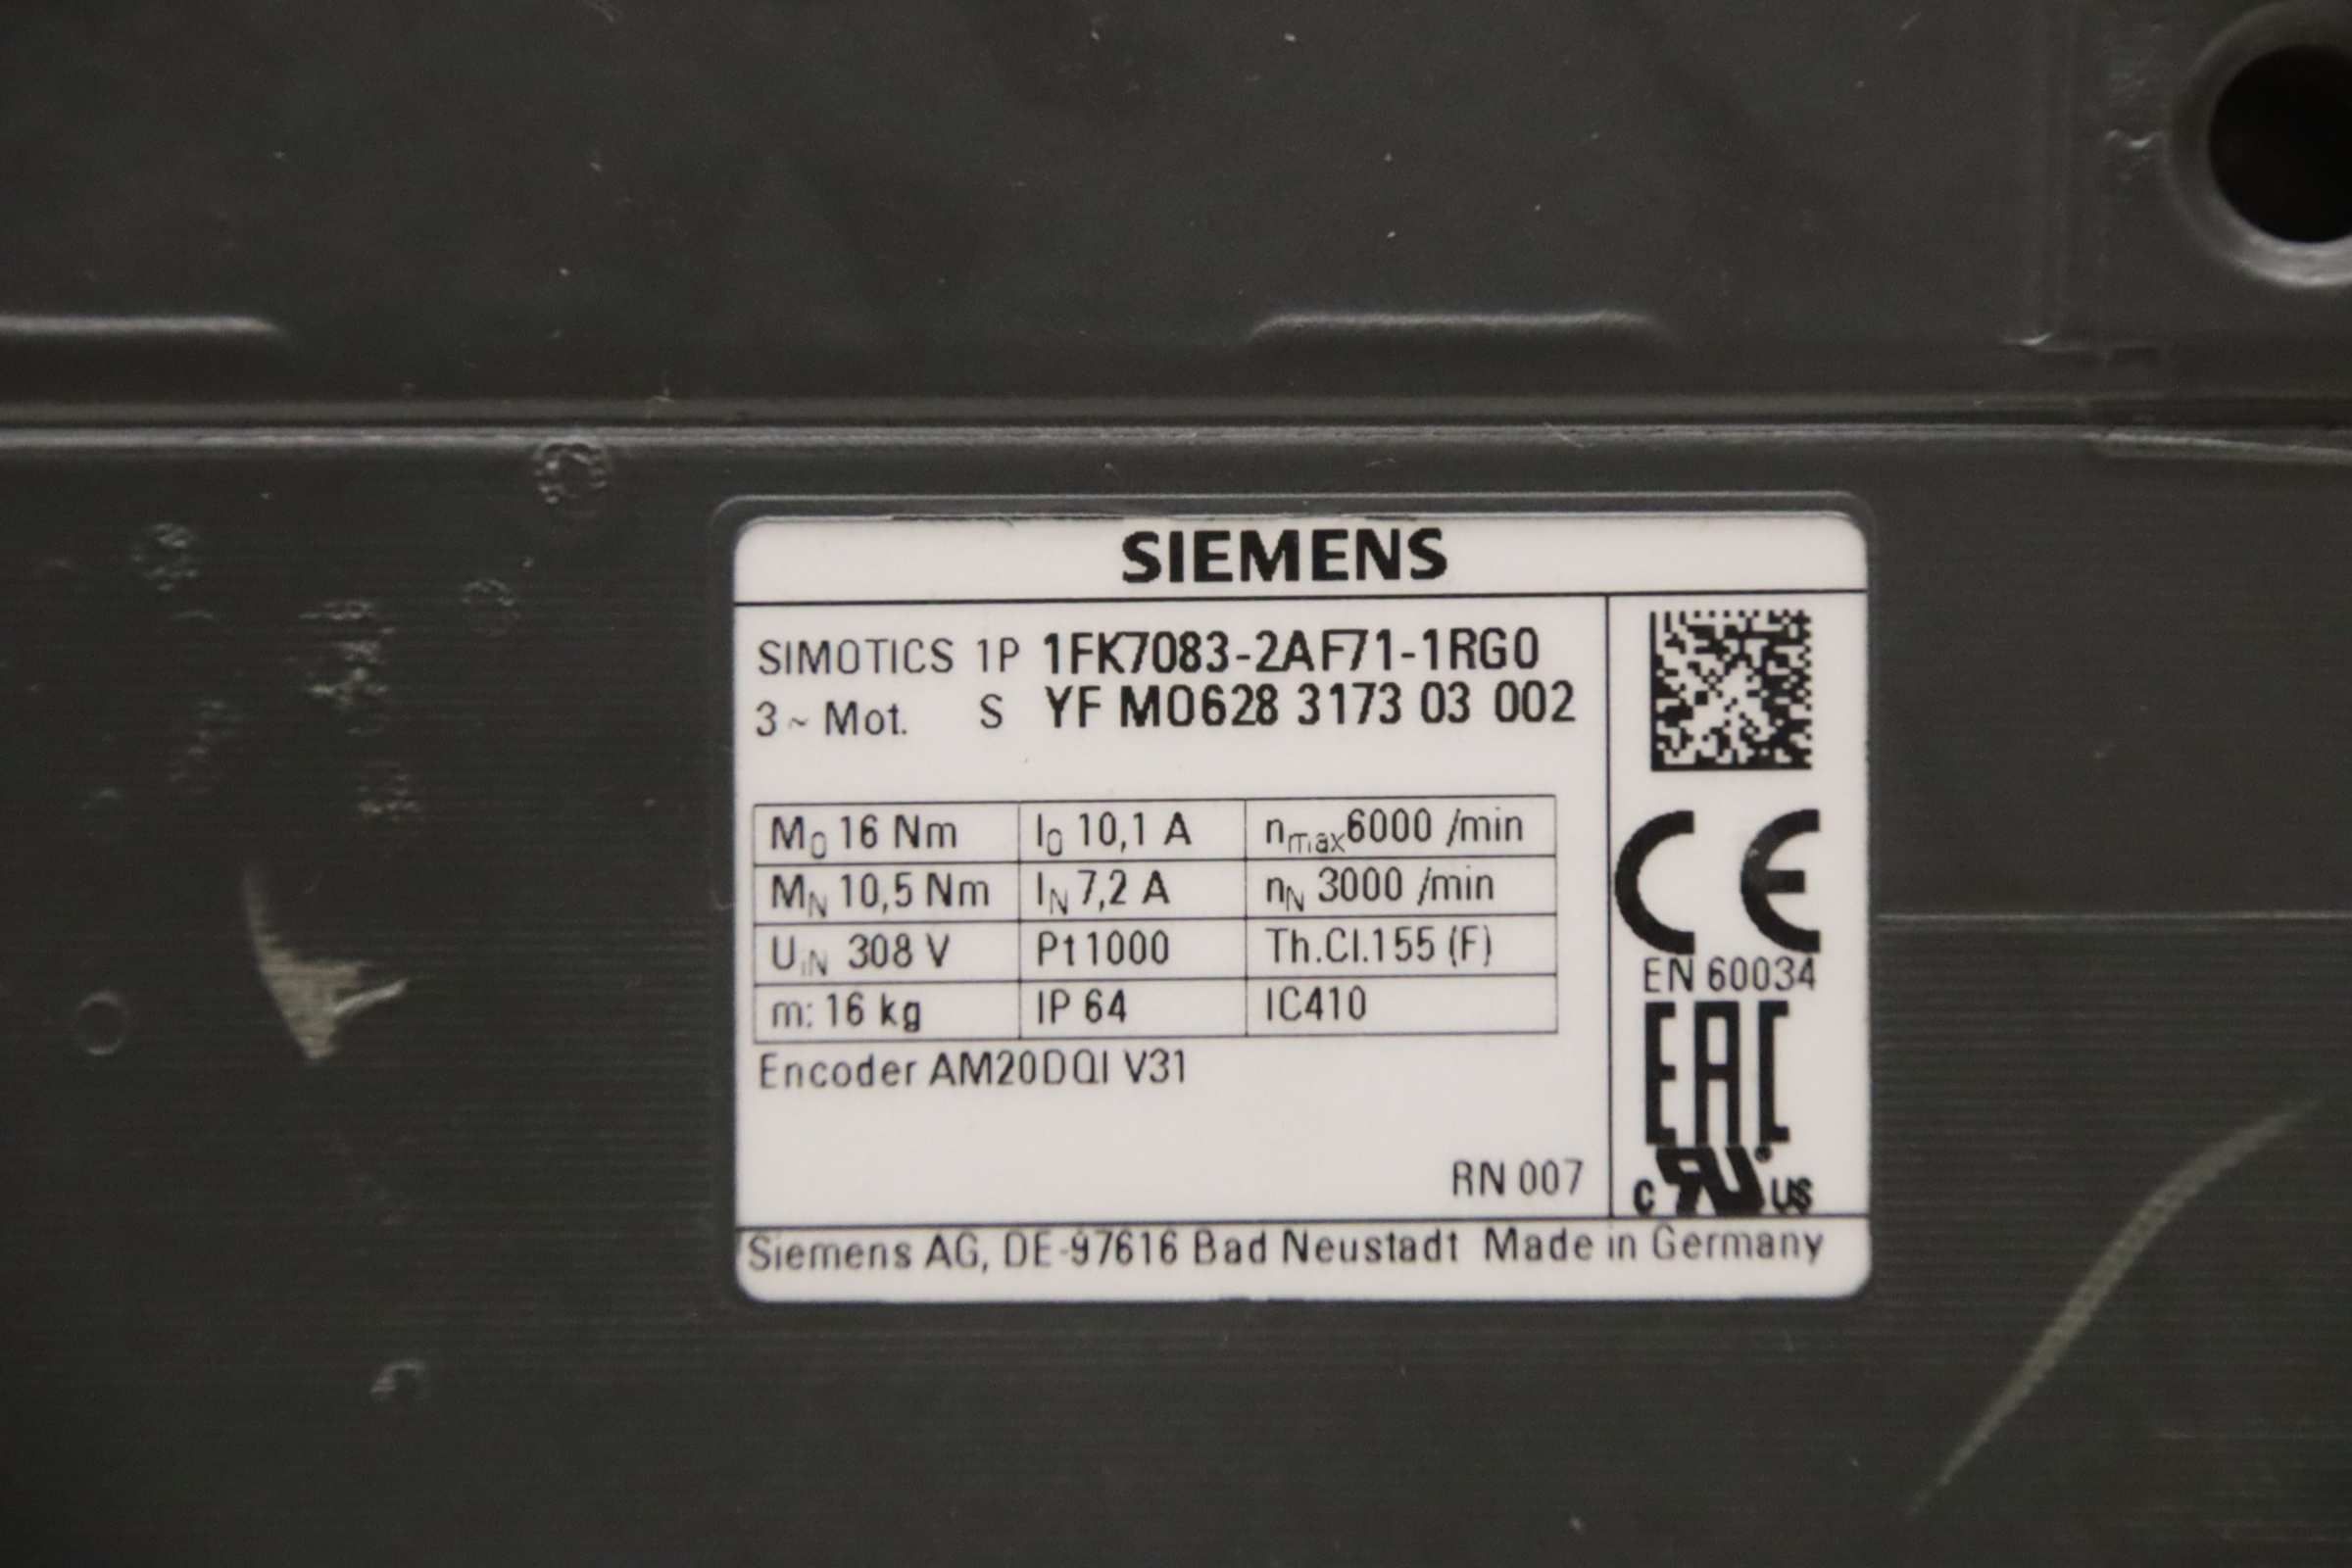 SIEMENS
SIMOTICS 1P 1FK7083-2AF71-1RG0
3 ~ Mot. S YF M0628 3173 03 002
M0 16 Nm I0 10,1 A nmax 6000 /min
MN 10,5 Nm IN 7,2 A nN 3000 /min
UiN 308 V Pt1000 Th.Cl.155 (F)
m: 16 kg IP 64 IC410
Encoder AM20DQI V31
RN 007
CE
EN 60034
EAC
c RU ® US
Siemens AG, DE-97616 Bad Neustadt Made in Germany